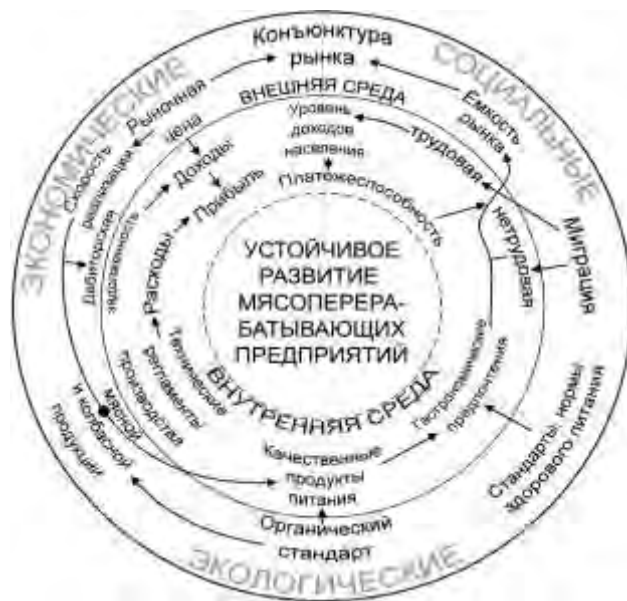 ЭКОНОМИЧЕСКИЕ
СОЦИАЛЬНЫЕ
ЭКОЛОГИЧЕСКИЕ
Конъюнктура
рынка
ВНЕШНЯЯ СРЕДА
Рыночная
цена
Скорость
реализации
Дебиторская
задолженность
Доходы
Прибыль
Расходы
Уровень
доходов
населения
Платежеспособность
Емкость
рынка
трудовая
нетрудовая
Миграция
УСТОЙЧИВОЕ
РАЗВИТИЕ
МЯСОПЕРЕРА-
БАТЫВАЮЩИХ
ПРЕДПРИЯТИЙ
ВНУТРЕННЯЯ СРЕДА
Технические
регламенты
производства
мясной
и колбасной
продукции
Качественные
продукты
питания
Гастрономические
предпочтения
Стандарты, нормы
здорового питания
Органический
стандарт